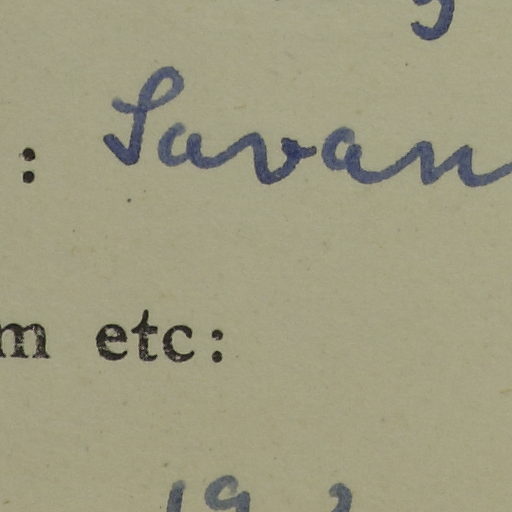 : Savan
m etc: